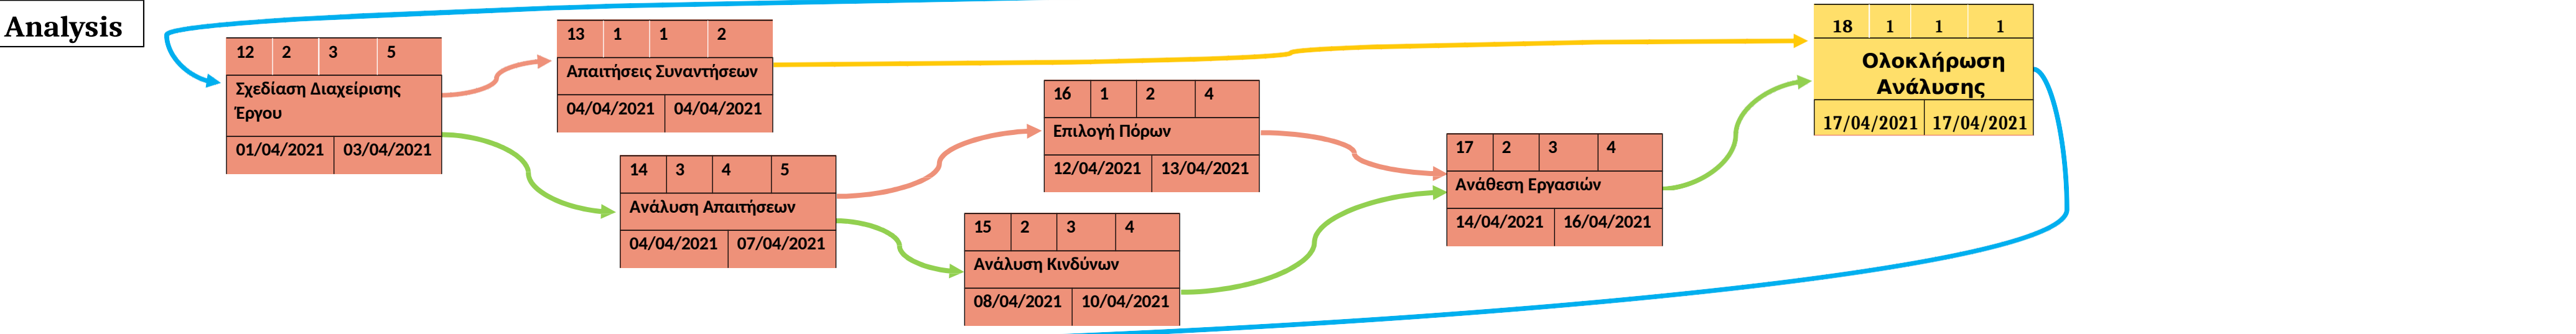 Analysis
12 2 3 5
Σχεδίαση Διαχείρισης
Έργου
01/04/2021 03/04/2021
13 1 1 2
Απαιτήσεις Συναντήσεων
04/04/2021 04/04/2021
14 3 4 5
Ανάλυση Απαιτήσεων
04/04/2021 07/04/2021
15 2 3 4
Ανάλυση Κινδύνων
08/04/2021 10/04/2021
16 1 2 4
Επιλογή Πόρων
12/04/2021 13/04/2021
17 2 3 4
Ανάθεση Εργασιών
14/04/2021 16/04/2021
18 1 1 1
Ολοκλήρωση
Ανάλυσης
17/04/2021 17/04/2021